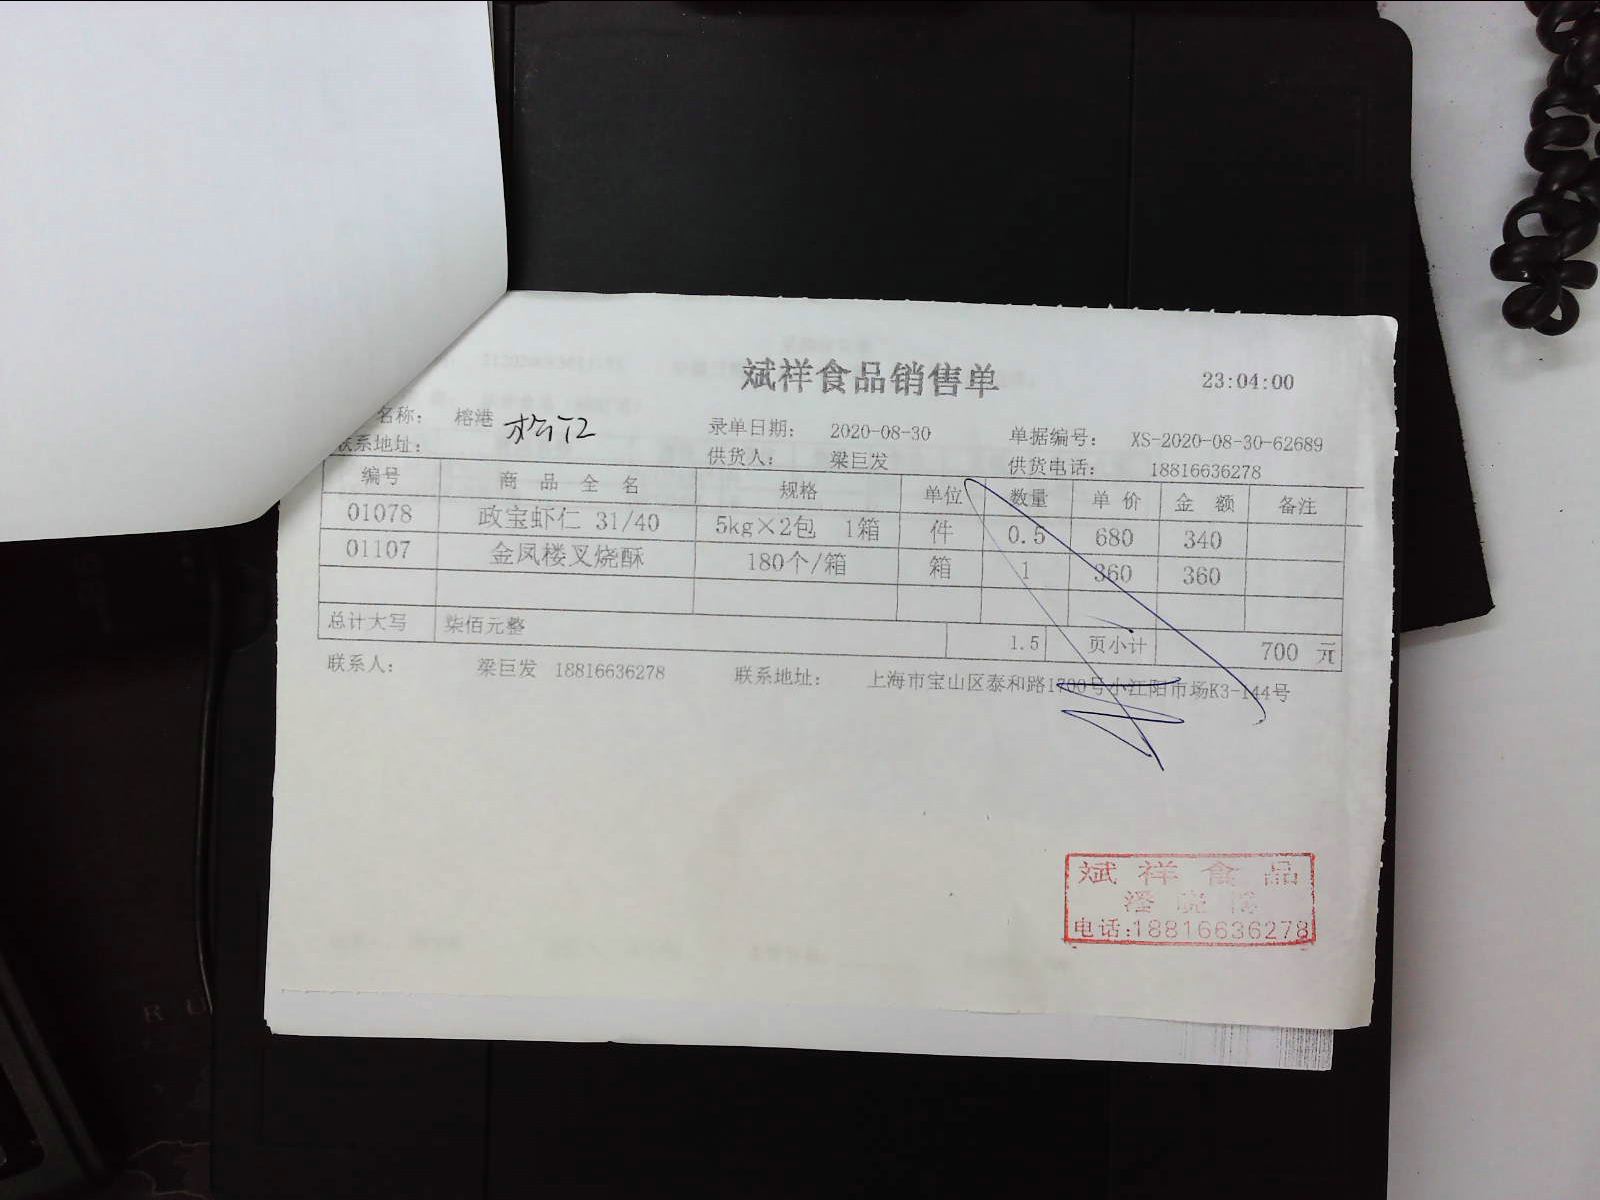 斌祥食品销售单 23:04:00
名称： 榕港 松江 录单日期： 2020-08-30 单据编号： XS-2020-08-30-62689
联系地址： 供货人： 梁巨发 供货电话： 18816636278
编号 商品全名 规格 单位 数量 单价 金额 备注
01078 政宝虾仁 31/40 5kg×2包 1箱 件 0.5 680 340
01107 金凤楼叉烧酥 180个/箱 箱 1 360 360
总计大写 柒佰元整 1.5 页小计 700 元
联系人： 梁巨发 18816636278 联系地址： 上海市宝山区泰和路1700号小江阳市场K3-144号
斌祥食品
潘
电话:18816636278